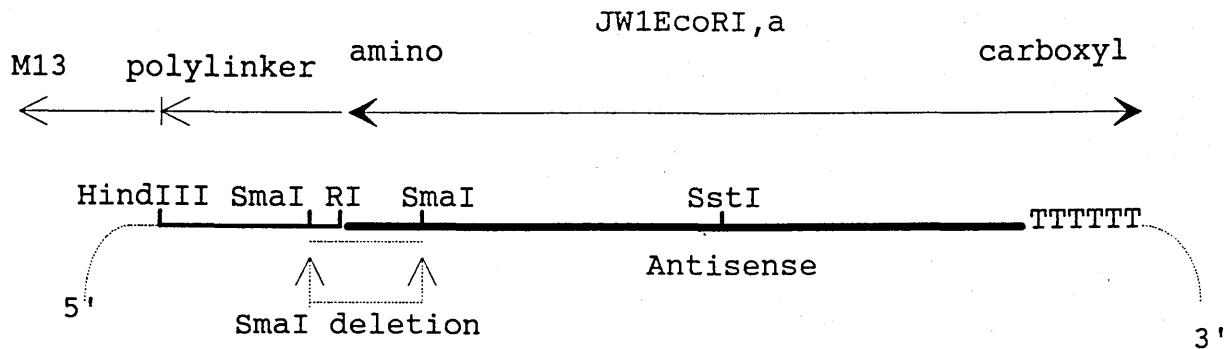 JW1EcoRI,a
M13 polylinker amino carboxyl
HindIII SmaI RI SmaI SstI TTTTTT
Antisense
5'
SmaI deletion
3'